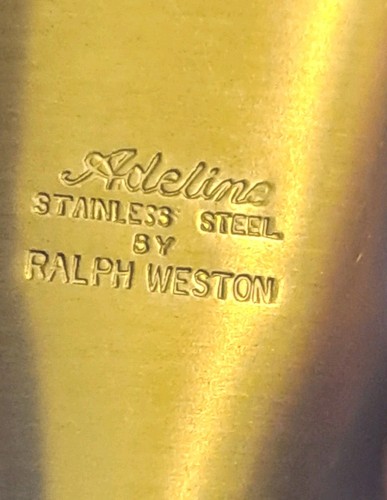 Adeline
STAINLESS STEEL
BY
RALPH WESTON